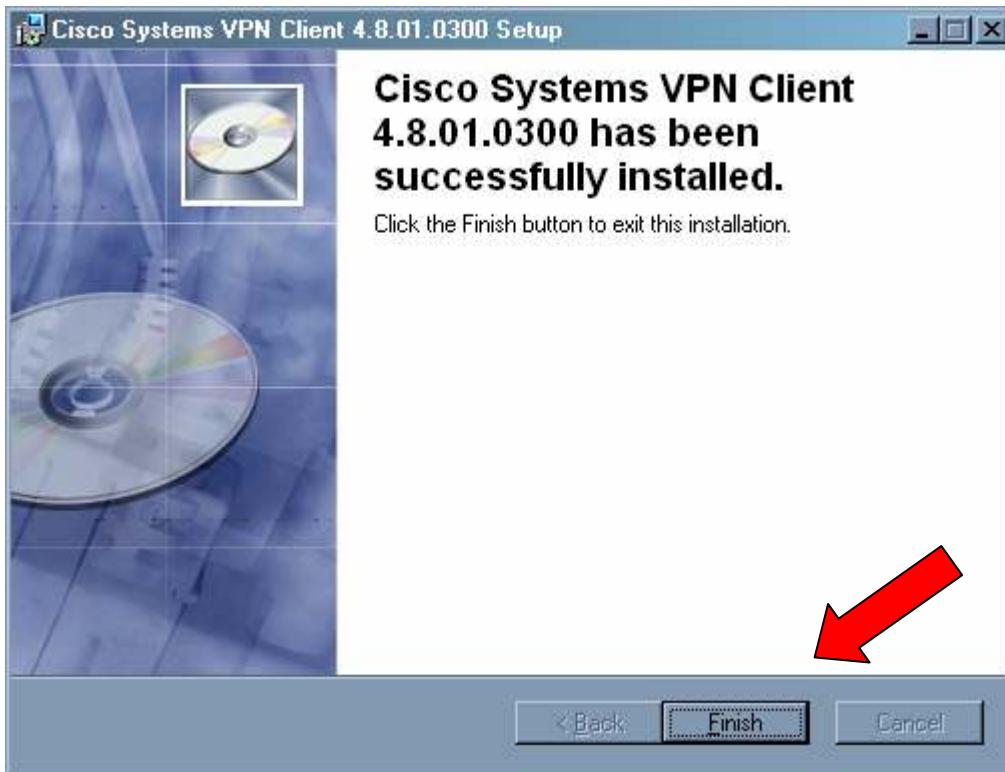 Cisco Systems VPN Client 4.8.01.0300 Setup
Cisco Systems VPN Client
4.8.01.0300 has been
successfully installed.
Click the Finish button to exit this installation.
< Back
Finish
Cancel